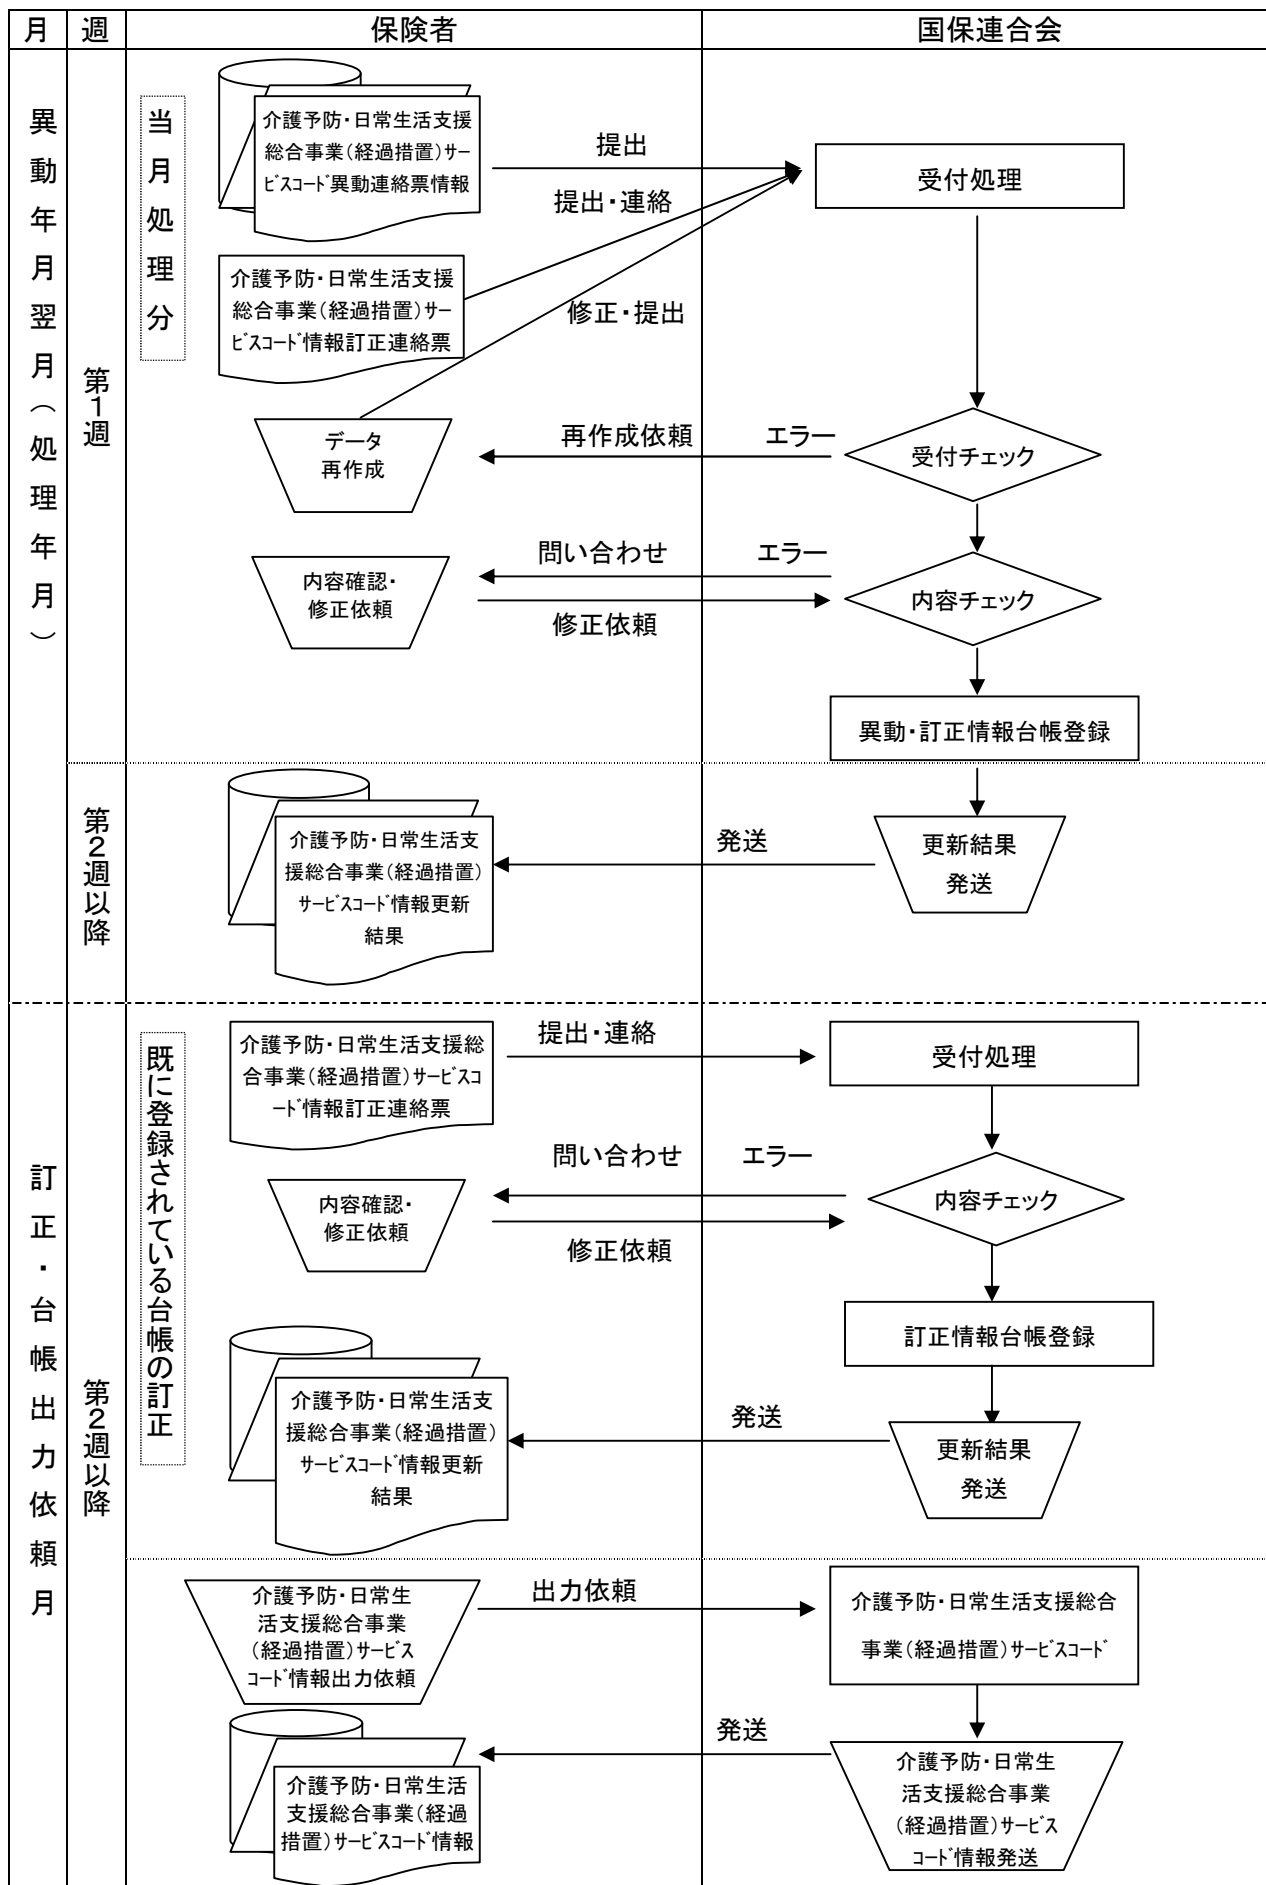 月
週
保険者
国保連合会
異動年月翌月（処理年月）
第1週
当月処理分
介護予防・日常生活支援
総合事業（経過措置）サー
ﾋﾞｽｺｰﾄﾞ異動連絡票情報
提出
受付処理
提出・連絡
介護予防・日常生活支援
総合事業（経過措置）サー
ﾋﾞｽｺｰﾄﾞ情報訂正連絡票
修正・提出
データ
再作成
再作成依頼
エラー
受付チェック
内容確認・
修正依頼
問い合わせ
エラー
修正依頼
内容チェック
異動・訂正情報台帳登録
第2週以降
介護予防・日常生活支
援総合事業（経過措置）
ｻｰﾋﾞｽｺｰﾄﾞ情報更新
結果
発送
更新結果
発送
訂正・台帳出力依頼月
第2週以降
既に登録されている台帳の訂正
介護予防・日常生活支援総
合事業（経過措置）サービスコ
ｰﾄﾞ情報訂正連絡票
提出・連絡
受付処理
内容確認・
修正依頼
問い合わせ
エラー
修正依頼
内容チェック
訂正情報台帳登録
介護予防・日常生活支
援総合事業（経過措置）
ｻｰﾋﾞｽｺｰﾄﾞ情報更新
結果
発送
更新結果
発送
介護予防・日常生
活支援総合事業
（経過措置）サービス
ｺｰﾄﾞ情報出力依頼
出力依頼
介護予防・日常生活支援総合
事業（経過措置）ｻｰﾋﾞｽｺｰﾄﾞ
介護予防・日常生活
支援総合事業（経過
措置）ｻｰﾋﾞｽｺｰﾄﾞ情報
発送
介護予防・日常生
活支援総合事業
（経過措置）サービス
ｺｰﾄﾞ情報発送